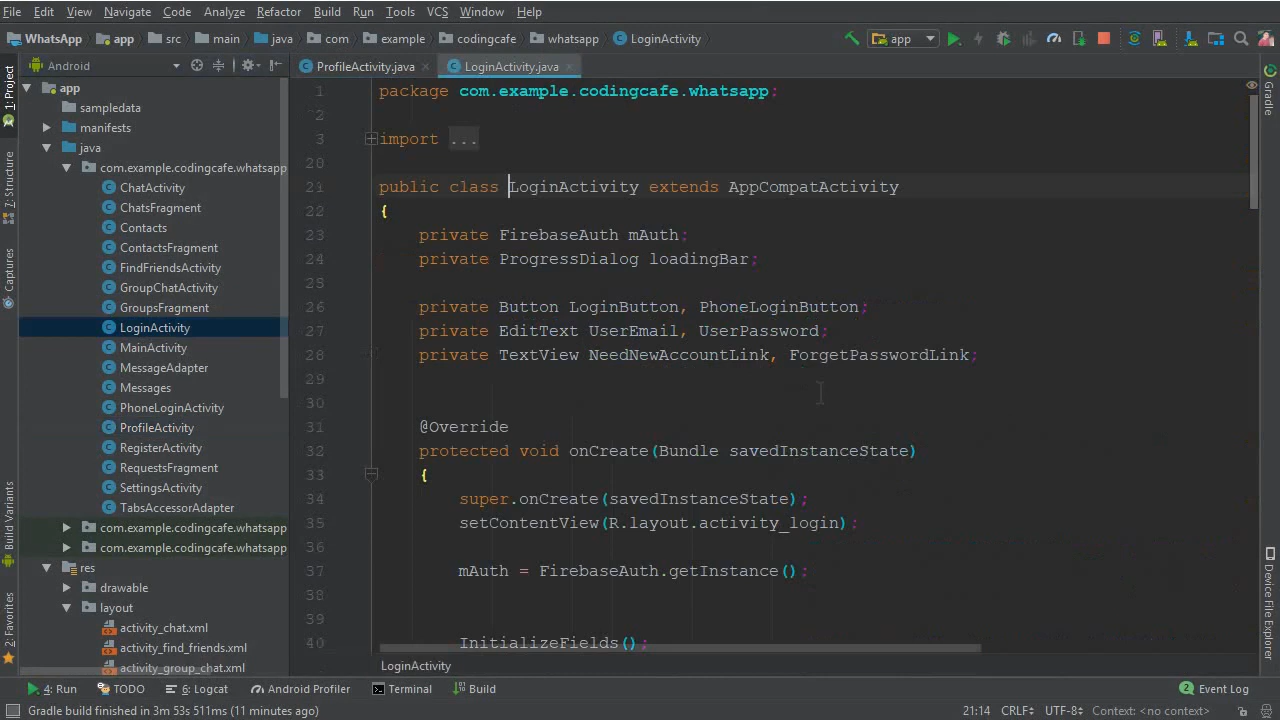 File Edit View Navigate Code Analyze Refactor Build Run Tools VCS Window Help
WhatsApp app src main java com example codingcafe whatsapp LoginActivity app
Android ProfileActivity.java LoginActivity.java
1: Project
7: Structure
Captures
Build Variants
2: Favorites
app
sampledata
manifests
java
com.example.codingcafe.whatsapp
ChatActivity
ChatsFragment
Contacts
ContactsFragment
FindFriendsActivity
GroupChatActivity
GroupsFragment
LoginActivity
MainActivity
MessageAdapter
Messages
PhoneLoginActivity
ProfileActivity
RegisterActivity
RequestsFragment
SettingsActivity
TabsAccessorAdapter
com.example.codingcafe.whatsapp
com.example.codingcafe.whatsapp
res
drawable
layout
activity_chat.xml
activity_find_friends.xml
activity_group_chat.xml
1 package com.example.codingcafe.whatsapp;
2
3 import ...
20
21 public class LoginActivity extends AppCompatActivity
22 {
23 private FirebaseAuth mAuth;
24 private ProgressDialog loadingBar;
25
26 private Button LoginButton, PhoneLoginButton;
27 private EditText UserEmail, UserPassword;
28 private TextView NeedNewAccountLink, ForgetPasswordLink;
29
30
31 @Override
32 protected void onCreate(Bundle savedInstanceState)
33 {
34 super.onCreate(savedInstanceState);
35 setContentView(R.layout.activity_login);
36
37 mAuth = FirebaseAuth.getInstance();
38
39
40 InitializeFields();
LoginActivity
Gradle
Device File Explorer
4: Run TODO 6: Logcat Android Profiler Terminal Build 2 Event Log
Gradle build finished in 3m 53s 511ms (11 minutes ago) 21:14 CRLF÷ UTF-8÷ Context: <no context>